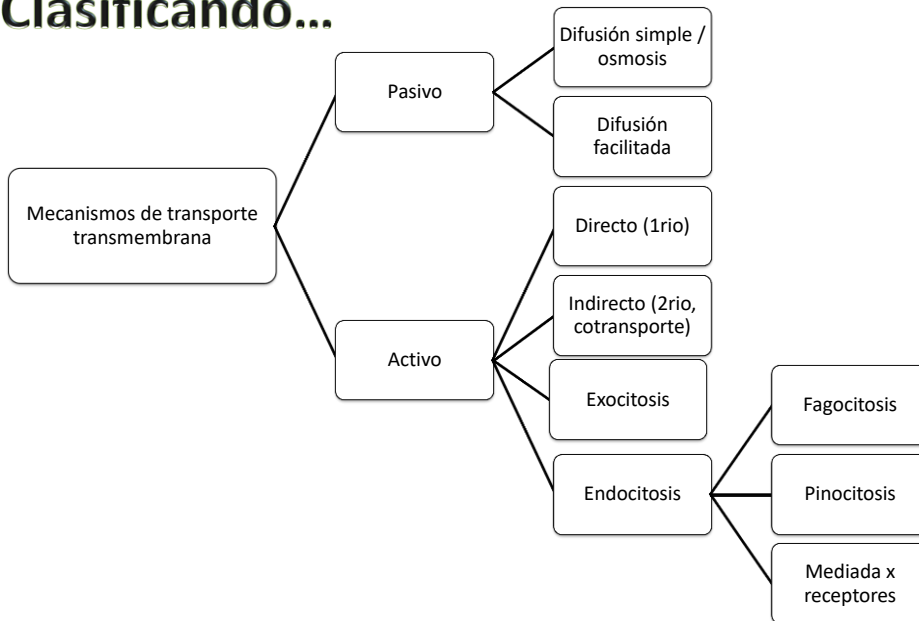 Clasificando...
Difusión simple /
osmosis
Pasivo
Difusión
facilitada
Mecanismos de transporte
transmembrana
Directo (1rio)
Indirecto (2rio,
cotransporte)
Activo
Exocitosis
Fagocitosis
Endocitosis
Pinocitosis
Mediada x
receptores